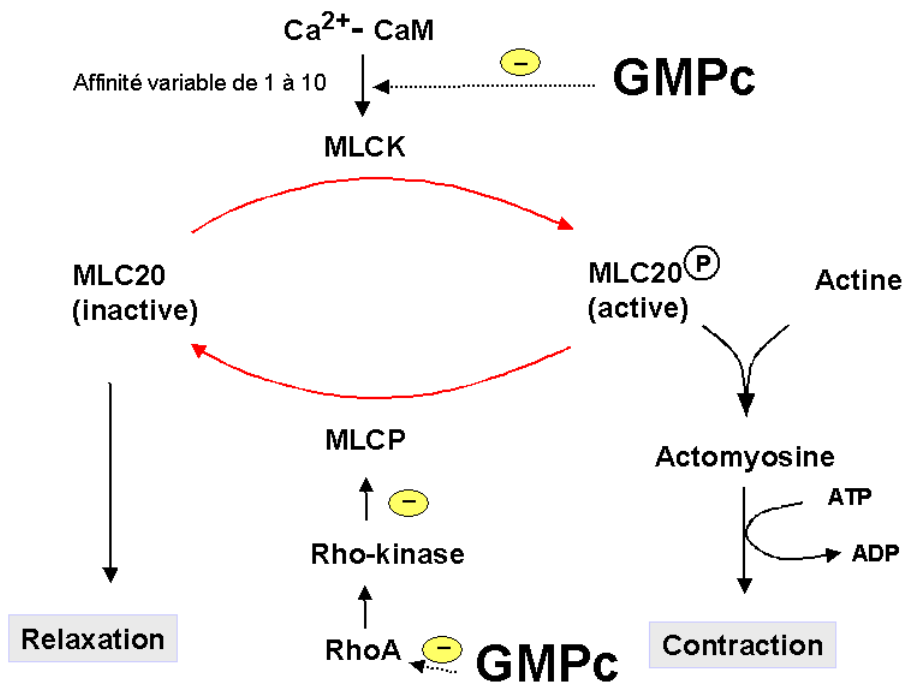 Ca²⁺- CaM
Affinité variable de 1 à 10
−
GMPc
MLCK
MLC20
(inactive)
MLC20 P
(active)
Actine
MLCP
−
Actomyosine
ATP
ADP
Rho-kinase
Relaxation
RhoA
−
GMPc
Contraction